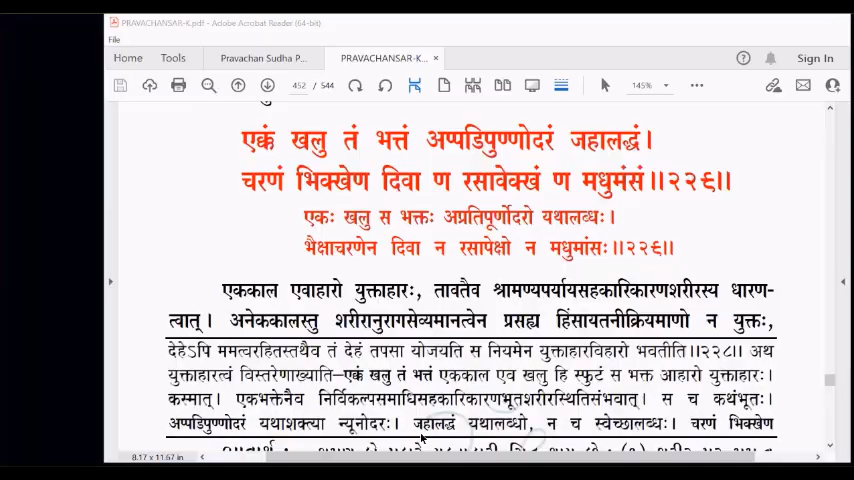 PRAVACHANSAR-K.pdf - Adobe Acrobat Reader (64-bit)
File
Home Tools Pravachan Sudha P... PRAVACHANSAR-K... × Sign In
452 / 544 145%
एक्कं खलु तं भत्तं अप्पडिपुण्णोदरं जहालद्धं।
चरणं भिक्खेण दिवा ण रसावेक्खं ण मधुमंसं॥२२९॥
एकः खलु स भक्तः अप्रतिपूर्णोदरो यथालब्धः।
भैक्षाचरणेन दिवा न रसापेक्षो न मधुमांसः॥२२९॥
एककाल एवाहारो युक्ताहारः, तावतैव श्रामण्यपर्यायसहकारिकारणशरीरस्य धारण-
त्वात्। अनेककालस्तु शरीरानुरागसेव्यमानत्वेन प्रसह्य हिंसायतनीक्रियमाणो न युक्तः,
देहेऽपि ममत्वरहितस्तथैव तं देहं तपसा योजयति स नियमेन युक्ताहारविहारो भवतीति॥२२८॥ अथ
युक्ताहारत्वं विस्तरेणाख्याति-एक्कं खलु तं भत्तं एककाल एव खलु हि स्फुटं स भक्त आहारो युक्ताहारः।
कस्मात्। एकभक्तेनैव निर्विकल्पसमाधिसहकारिकारणभूतशरीरस्थितिसंभवात्। स च कथंभूतः।
अप्पडिपुण्णोदरं यथाशक्त्या न्यूनोदरः। जहालद्धं यथालब्धो, न च स्वेच्छालब्धः। चरणं भिक्खेण
8.17 x 11.67 in